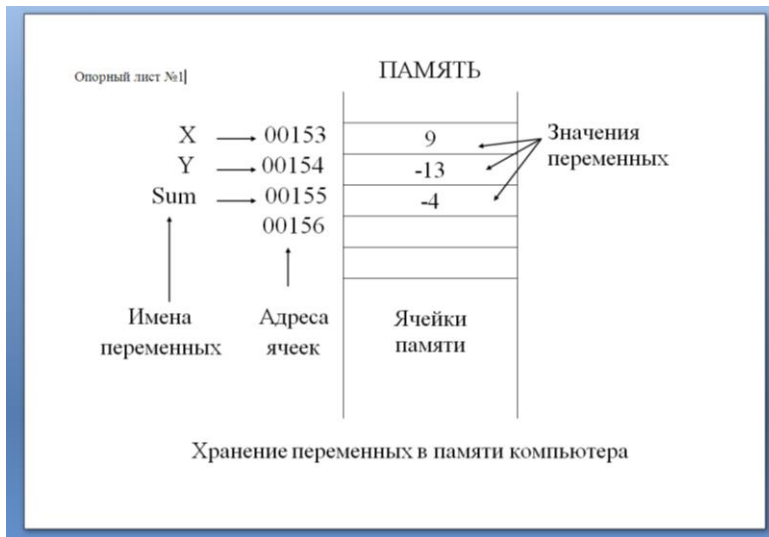 Опорный лист №1
ПАМЯТЬ
X 00153 9
Y 00154 -13
Sum 00155 -4
00156
Значения
переменных
Имена
переменных
Адреса
ячеек
Ячейки
памяти
Хранение переменных в памяти компьютера